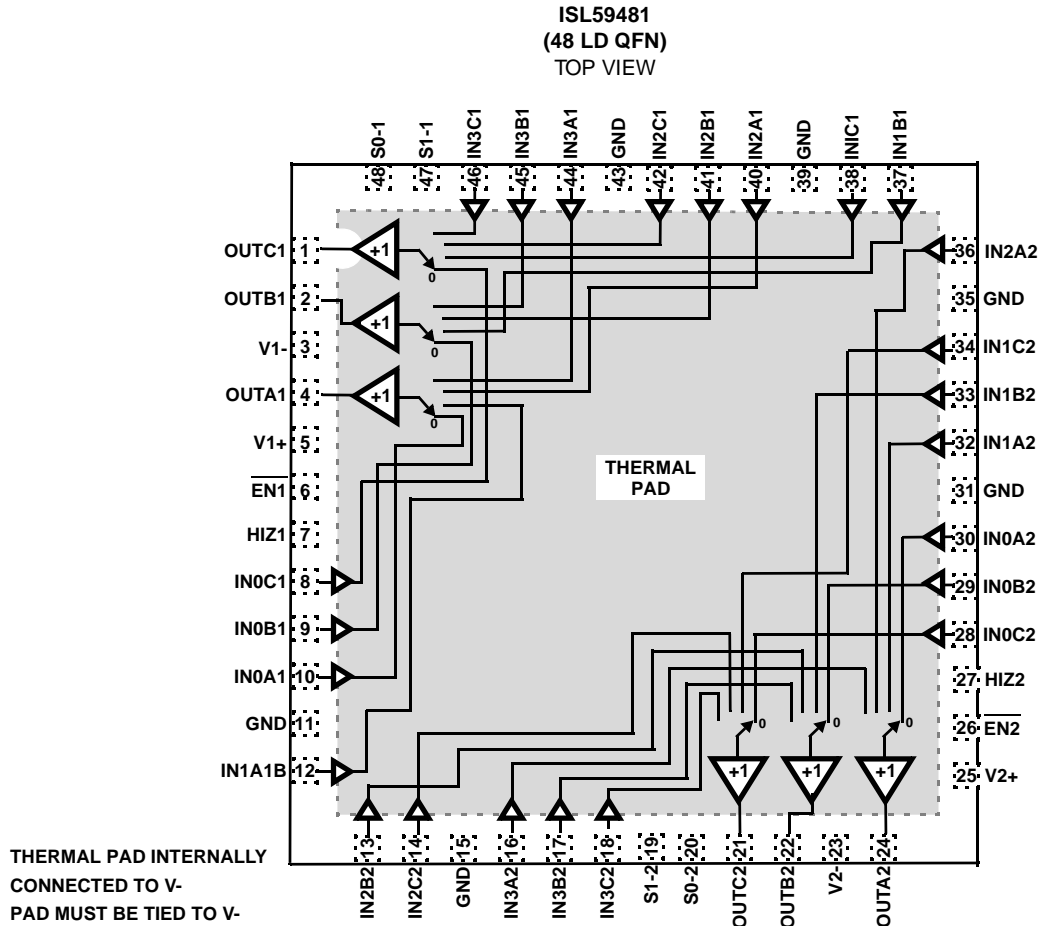 ISL59481
(48 LD QFN)
TOP VIEW
48 S0-1
47 S1-1
46 IN3C1
45 IN3B1
44 IN3A1
43 GND
42 IN2C1
41 IN2B1
40 IN2A1
39 GND
38 INIC1
37 IN1B1
OUTC1 1
OUTB1 2
V1- 3
OUTA1 4
V1+ 5
EN1 6
HIZ1 7
IN0C1 8
IN0B1 9
IN0A1 10
GND 11
IN1A1B 12
+1
0
+1
0
+1
0
THERMAL
PAD
36 IN2A2
35 GND
34 IN1C2
33 IN1B2
32 IN1A2
31 GND
30 IN0A2
29 IN0B2
28 IN0C2
27 HIZ2
26 EN2
25 V2+
0
0
0
+1
+1
+1
IN2B2 13
IN2C2 14
GND 15
IN3A2 16
IN3B2 17
IN3C2 18
S1-2 19
S0-2 20
OUTC2 21
OUTB2 22
V2- 23
OUTA2 24
THERMAL PAD INTERNALLY
CONNECTED TO V-
PAD MUST BE TIED TO V-